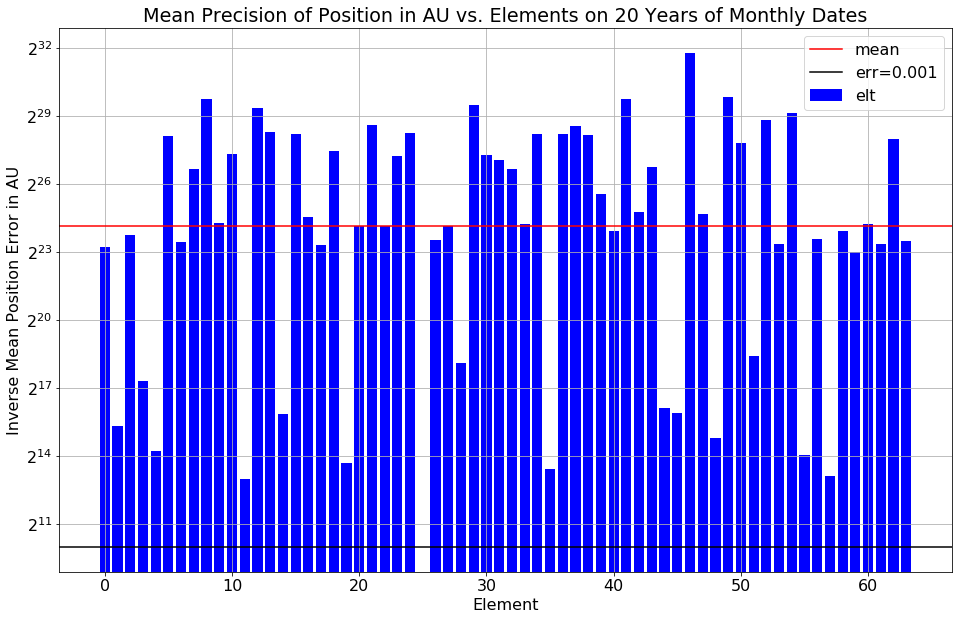 Mean Precision of Position in AU vs. Elements on 20 Years of Monthly Dates
Inverse Mean Position Error in AU
2^32
2^29
2^26
2^23
2^20
2^17
2^14
2^11
mean
err=0.001
elt
0 10 20 30 40 50 60
Element